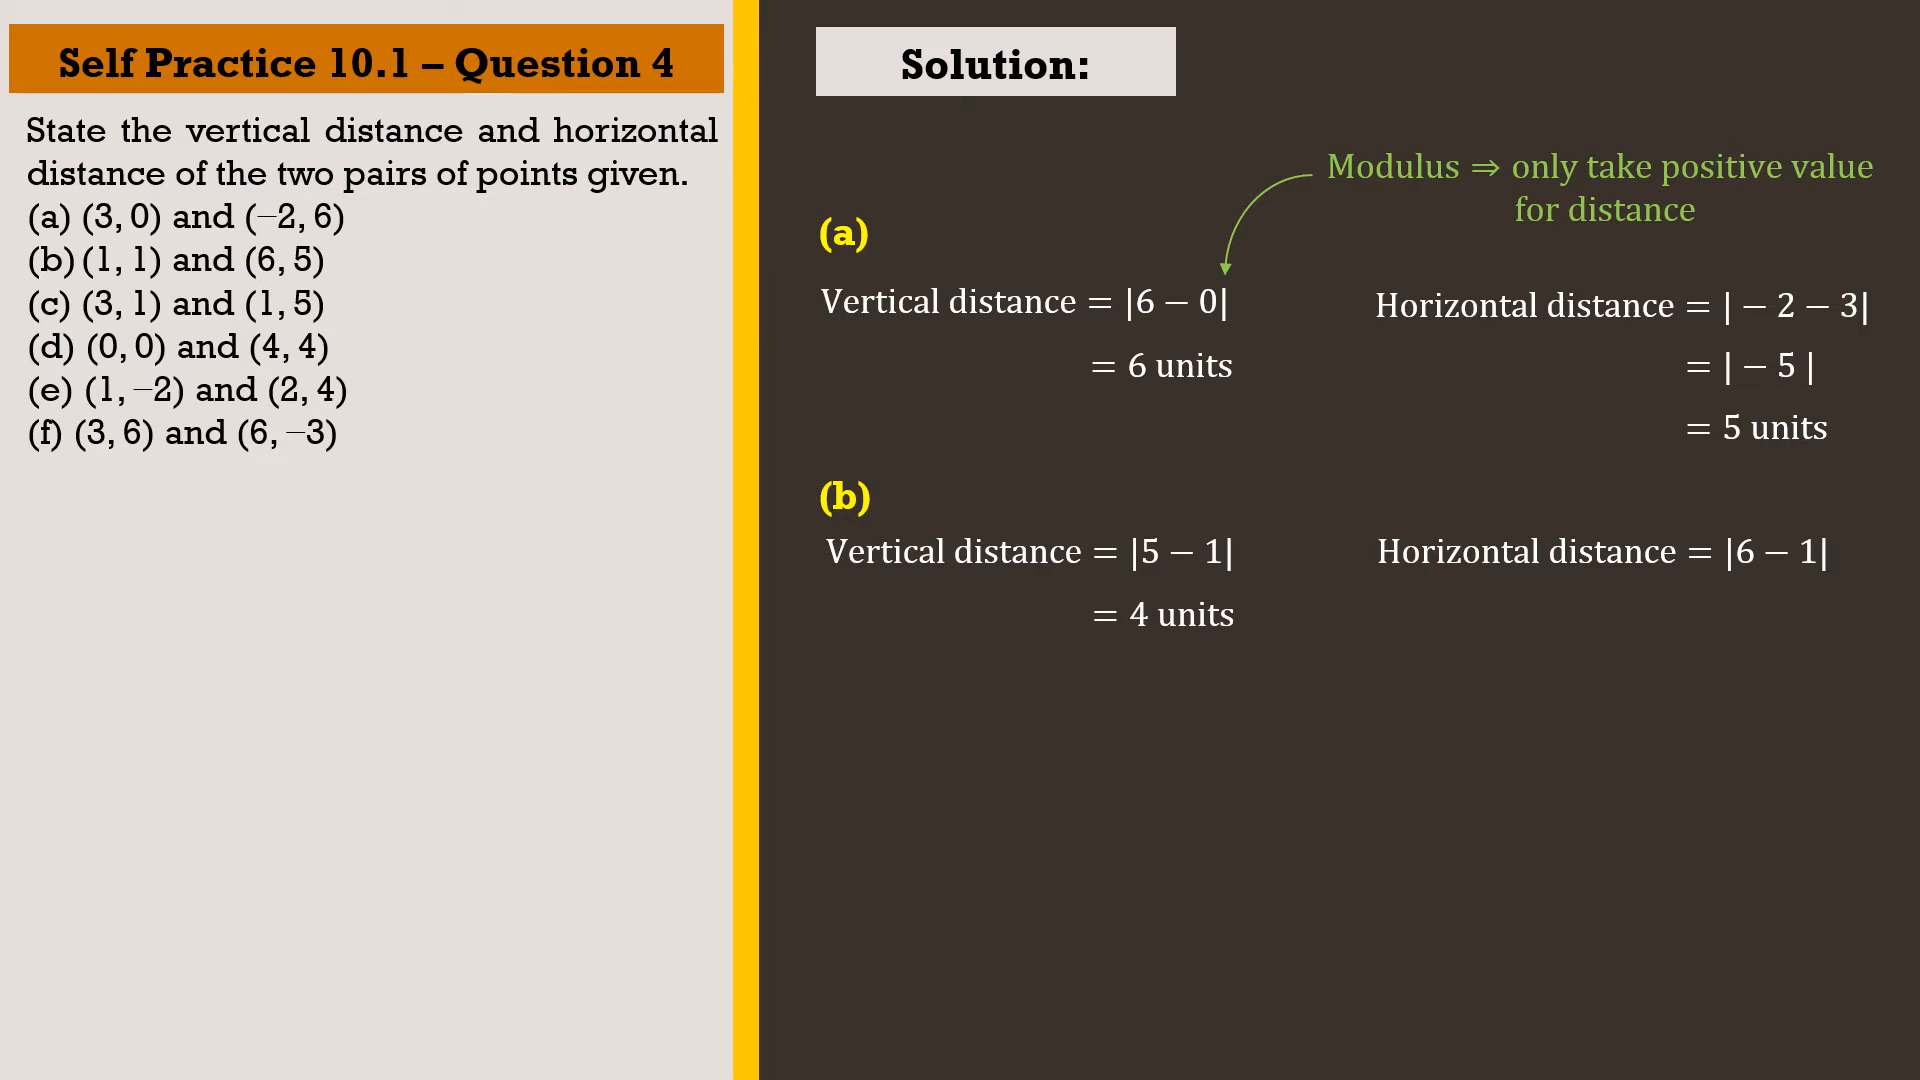 Self Practice 10.1 – Question 4
State the vertical distance and horizontal
distance of the two pairs of points given.
(a) (3, 0) and (−2, 6)
(b) (1, 1) and (6, 5)
(c) (3, 1) and (1, 5)
(d) (0, 0) and (4, 4)
(e) (1, −2) and (2, 4)
(f) (3, 6) and (6, −3)
Solution:
Modulus ⇒ only take positive value
for distance
(a)
Vertical distance = |6 − 0|
= 6 units
Horizontal distance = | − 2 − 3|
= | − 5 |
= 5 units
(b)
Vertical distance = |5 − 1|
= 4 units
Horizontal distance = |6 − 1|